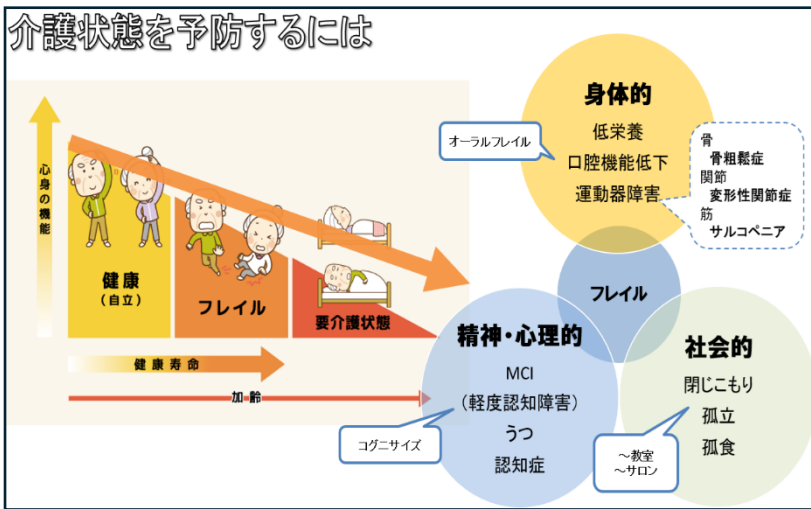 介護状態を予防するには
心身の機能
健康
(自立)
フレイル
要介護状態
健康寿命
加齢
身体的
低栄養
口腔機能低下
運動器障害
オーラルフレイル
骨
骨粗鬆症
関節
変形性関節症
筋
サルコペニア
フレイル
精神・心理的
MCI
(軽度認知障害)
うつ
認知症
コグニサイズ
社会的
閉じこもり
孤立
孤食
~教室
~サロン